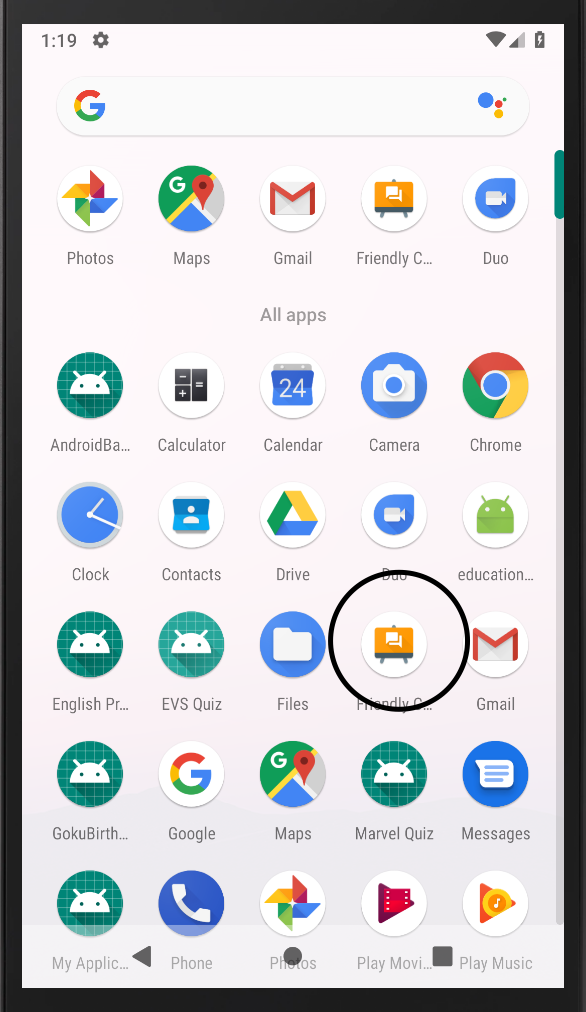 1:19
Photos Maps Gmail Friendly C... Duo
All apps
AndroidBa... Calculator Calendar Camera Chrome
24
Clock Contacts Drive Duo education...
English Pr... EVS Quiz Files Friendly C... Gmail
GokuBirth... Google Maps Marvel Quiz Messages
My Applic... Phone Photos Play Movi... Play Music